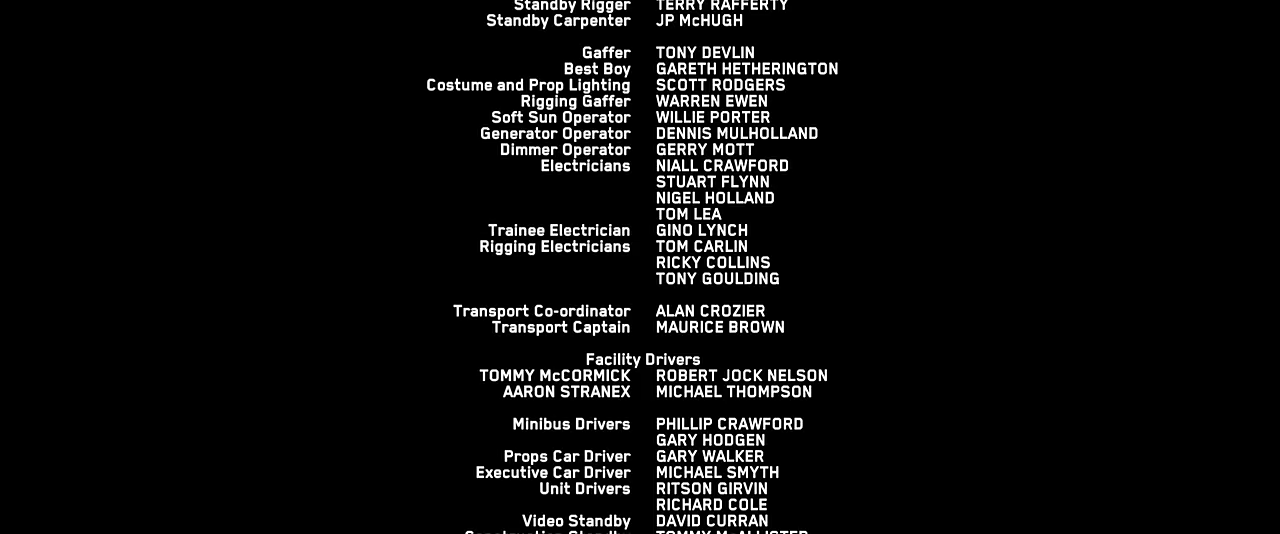 Standby Rigger TERRY RAFFERTY
Standby Carpenter JP McHUGH
Gaffer TONY DEVLIN
Best Boy GARETH HETHERINGTON
Costume and Prop Lighting SCOTT RODGERS
Rigging Gaffer WARREN EWEN
Soft Sun Operator WILLIE PORTER
Generator Operator DENNIS MULHOLLAND
Dimmer Operator GERRY MOTT
Electricians NIALL CRAWFORD
STUART FLYNN
NIGEL HOLLAND
TOM LEA
Trainee Electrician GINO LYNCH
Rigging Electricians TOM CARLIN
RICKY COLLINS
TONY GOULDING
Transport Co-ordinator ALAN CROZIER
Transport Captain MAURICE BROWN
Facility Drivers
TOMMY McCORMICK ROBERT JOCK NELSON
AARON STRANEX MICHAEL THOMPSON
Minibus Drivers PHILLIP CRAWFORD
GARY HODGEN
Props Car Driver GARY WALKER
Executive Car Driver MICHAEL SMYTH
Unit Drivers RITSON GIRVIN
RICHARD COLE
Video Standby DAVID CURRAN
Construction Standby TOMMY McALLISTER